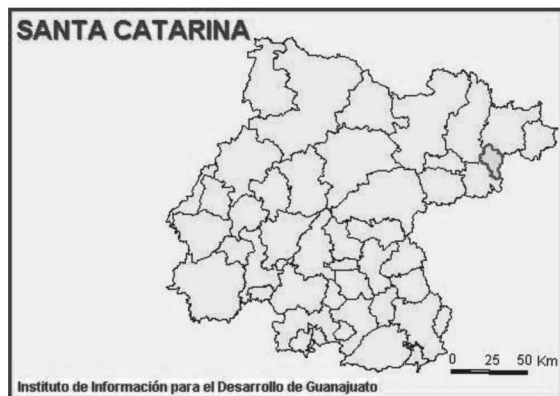 SANTA CATARINA
0 25 50 Km
Instituto de Información para el Desarrollo de Guanajuato